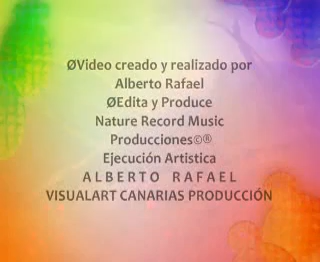 ØVideo creado y realizado por
Alberto Rafael
ØEdita y Produce
Nature Record Music
Producciones©®
Ejecución Artistica
A L B E R T O   R A F A E L
VISUALART CANARIAS PRODUCCIÓN